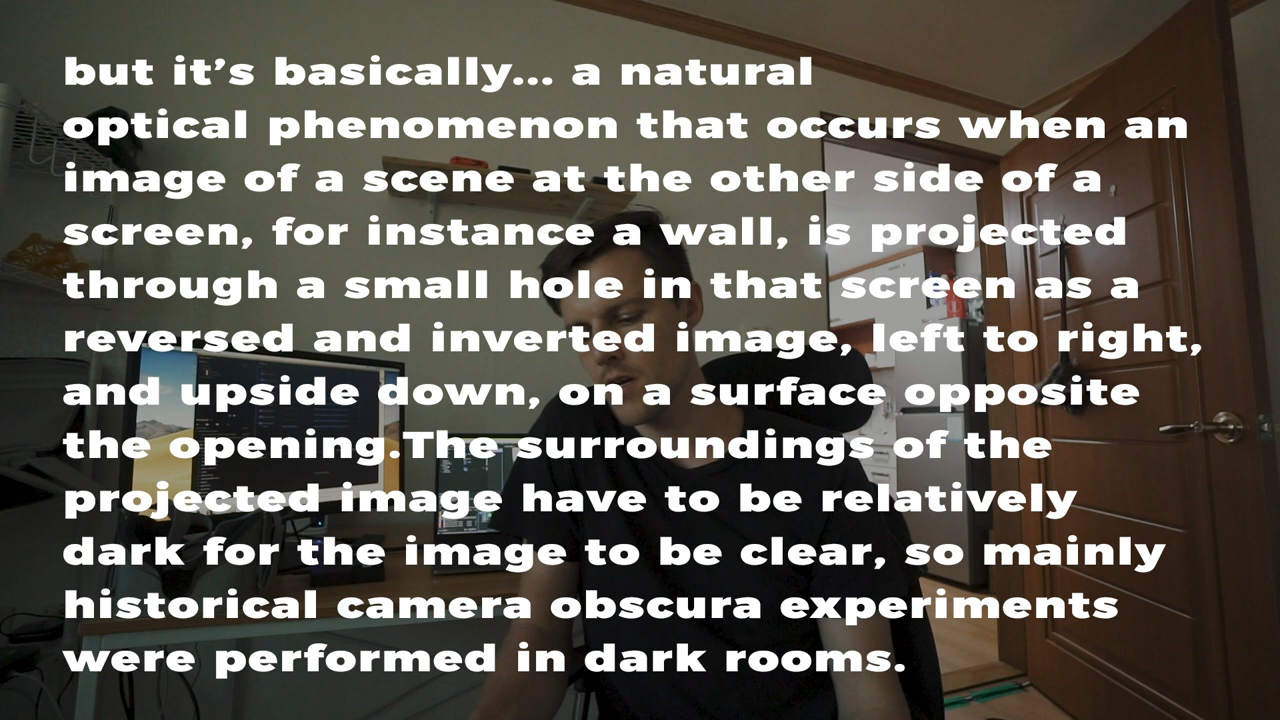 but it’s basically... a natural
optical phenomenon that occurs when an
image of a scene at the other side of a
screen, for instance a wall, is projected
through a small hole in that screen as a
reversed and inverted image, left to right,
and upside down, on a surface opposite
the opening.The surroundings of the
projected image have to be relatively
dark for the image to be clear, so mainly
historical camera obscura experiments
were performed in dark rooms.